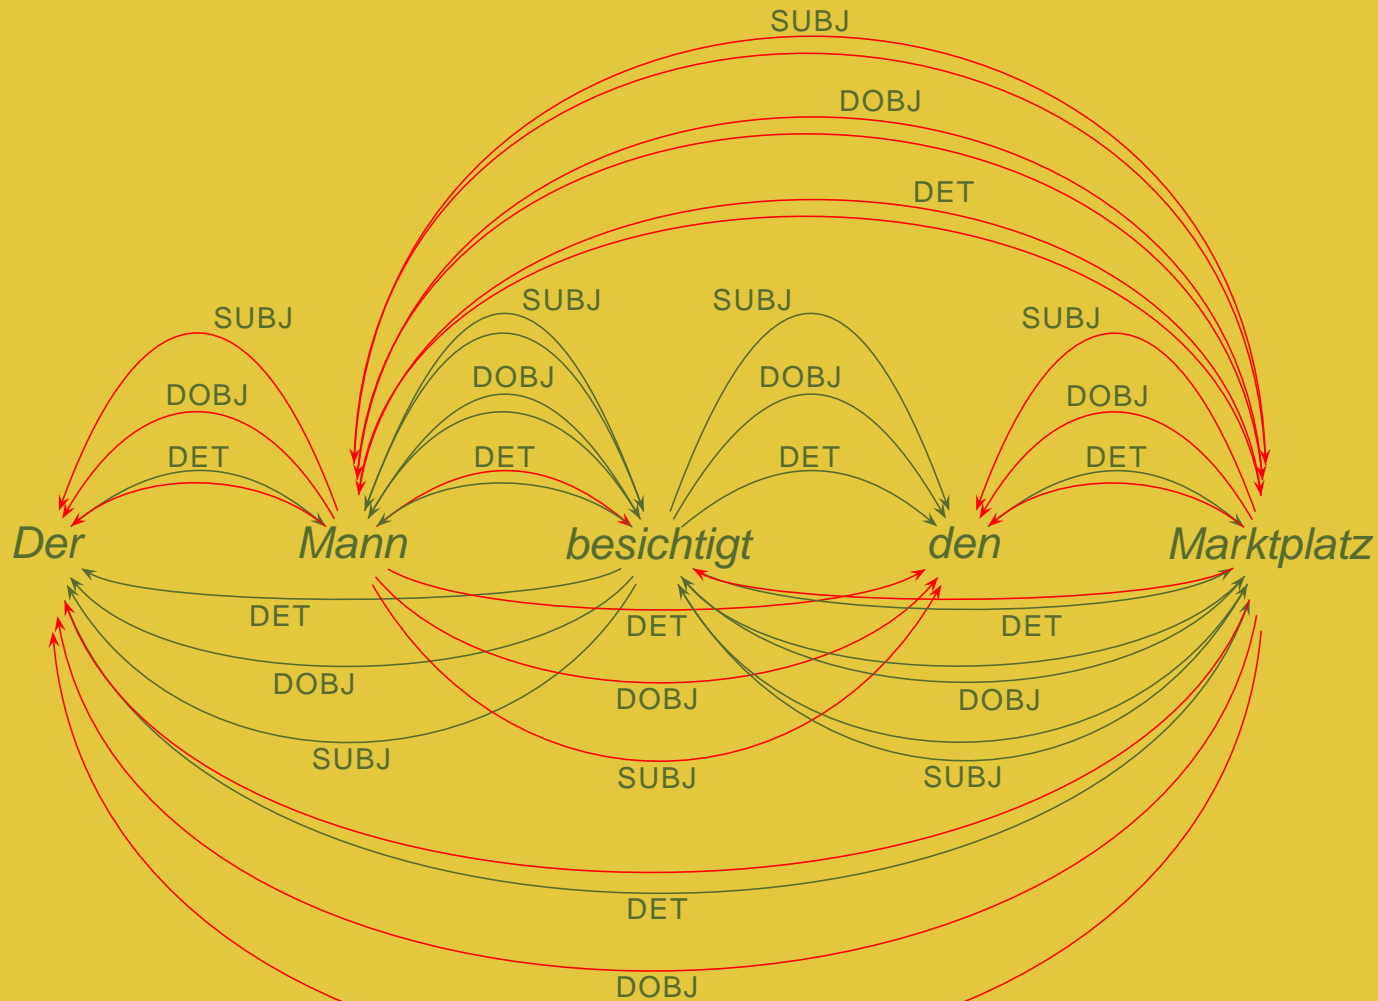 SUBJ
DOBJ
DET
SUBJ SUBJ SUBJ SUBJ
DOBJ DOBJ DOBJ DOBJ
DET DET DET DET
Der Mann besichtigt den Marktplatz
DET DET DET
DOBJ DOBJ DOBJ
SUBJ SUBJ SUBJ
DET
DOBJ